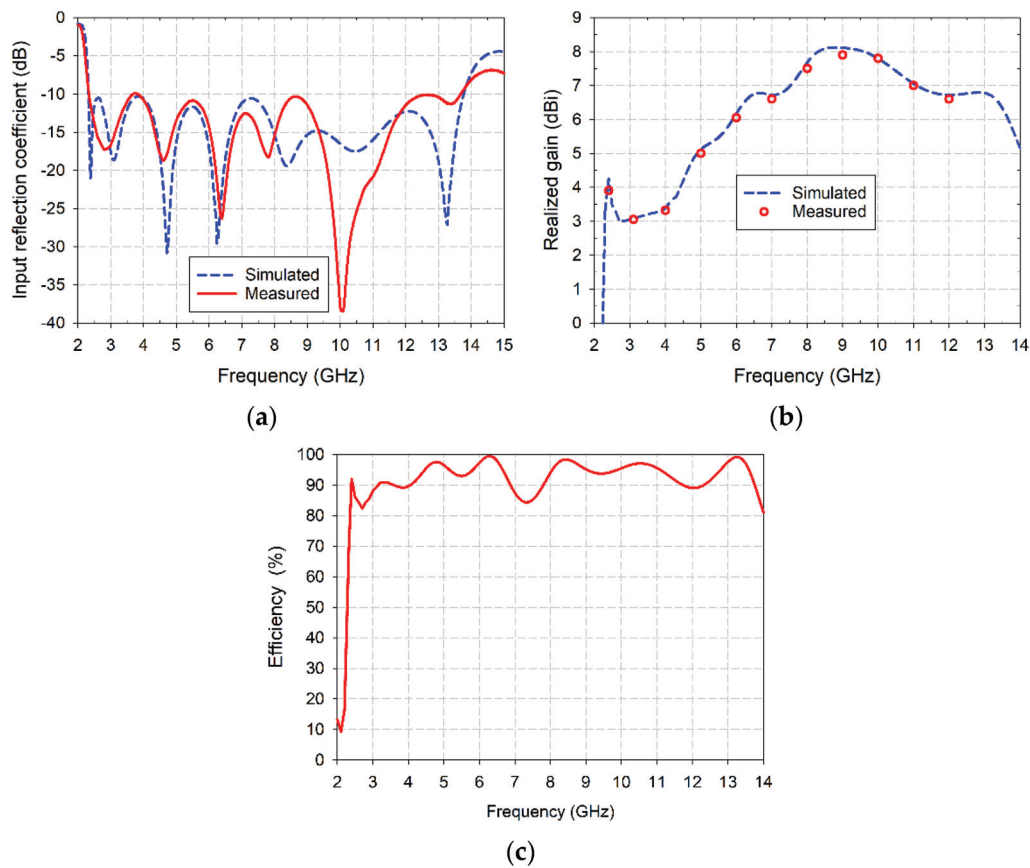 Input reflection coefficient (dB)
0
-5
-10
-15
-20
-25
-30
-35
-40
Simulated
Measured
2 3 4 5 6 7 8 9 10 11 12 13 14 15
Frequency (GHz)
(a)
Realized gain (dBi)
9
8
7
6
5
4
3
2
1
0
Simulated
Measured
2 3 4 5 6 7 8 9 10 11 12 13 14
Frequency (GHz)
(b)
Efficiency (%)
100
90
80
70
60
50
40
30
20
10
0
2 3 4 5 6 7 8 9 10 11 12 13 14
Frequency (GHz)
(c)